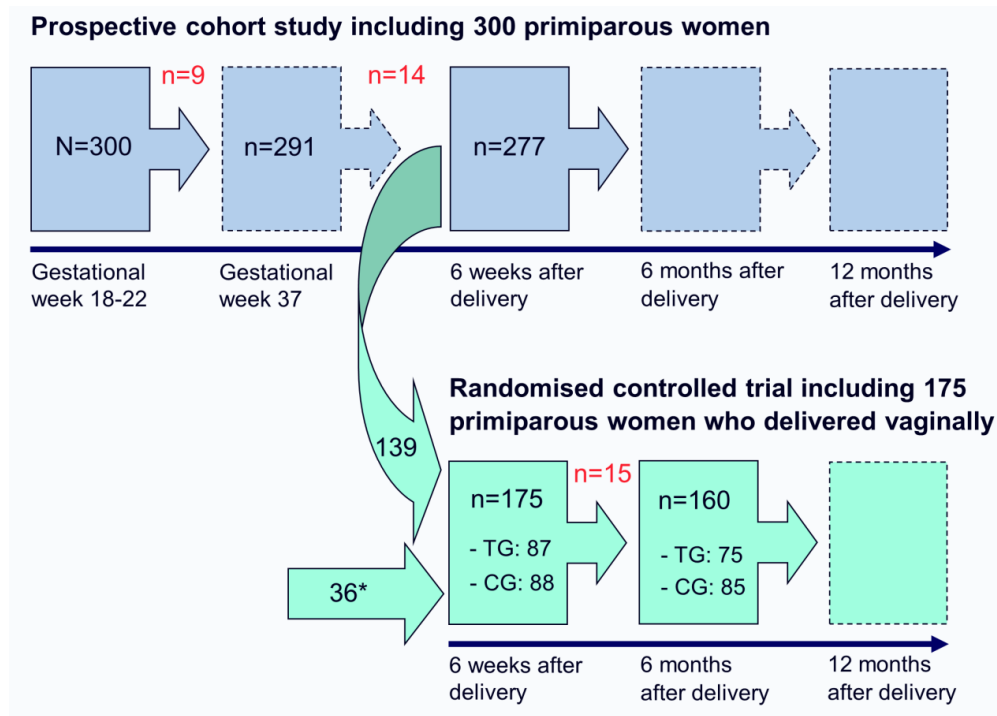 Prospective cohort study including 300 primiparous women
n=9
n=14
N=300
n=291
n=277
Gestational
week 18-22
Gestational
week 37
6 weeks after
delivery
6 months after
delivery
12 months
after delivery
Randomised controlled trial including 175
primiparous women who delivered vaginally
139
36*
n=15
n=175
- TG: 87
- CG: 88
n=160
- TG: 75
- CG: 85
6 weeks after
delivery
6 months
after delivery
12 months
after delivery